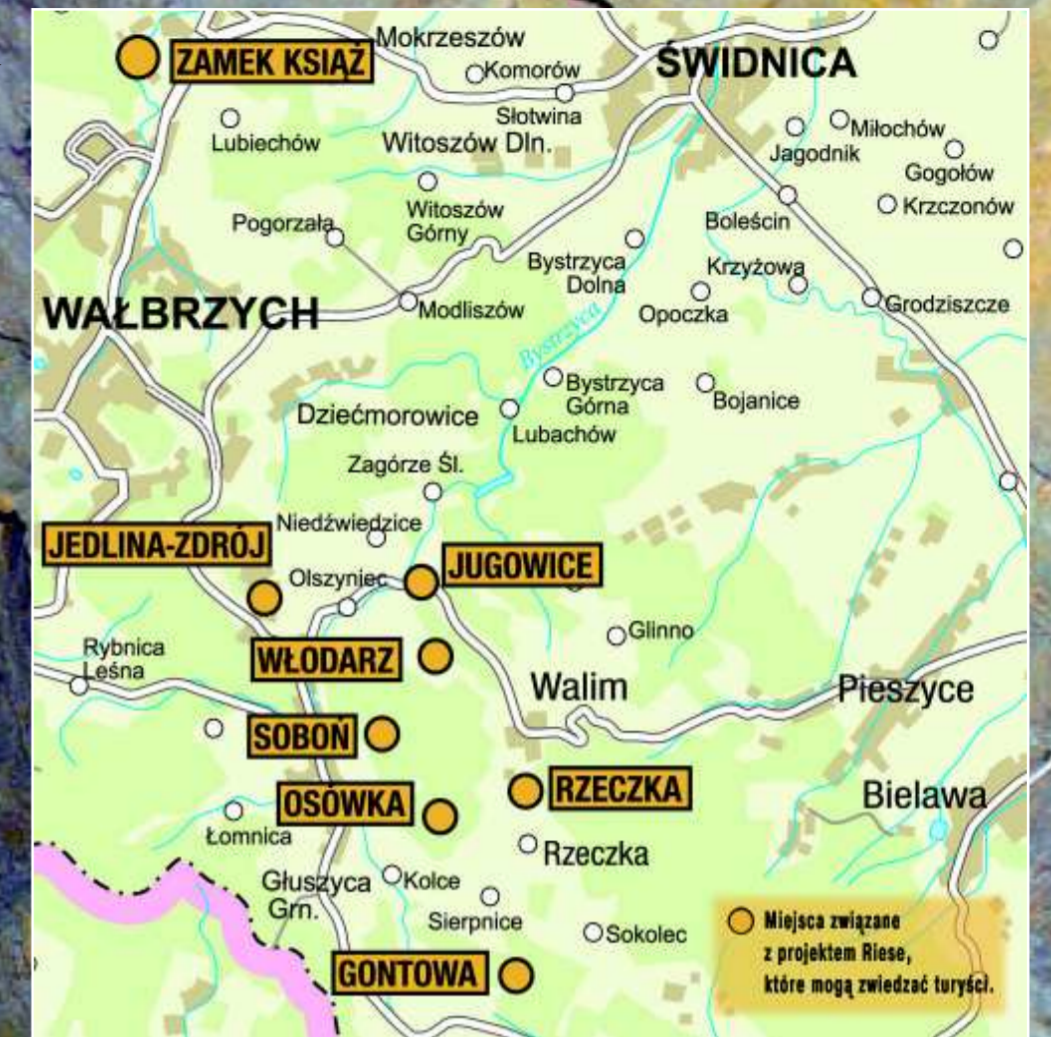 ZAMEK KSIĄŻ
Mokrzeszów
Komorów
ŚWIDNICA
Słotwina
Lubiechów
Witoszów Dln.
Miłochów
Jagodnik
Gogołów
Witoszów
Górny
Pogorzała
Krzczonów
Boleścin
Bystrzyca
Dolna
Krzyżowa
Opoczka
Grodziszcze
WAŁBRZYCH
Modliszów
Bystrzyca
Bystrzyca
Górna
Bojanice
Dziećmorowice
Lubachów
Zagórze Śl.
Niedźwiedzice
JEDLINA-ZDRÓJ
Olszyniec
JUGOWICE
Glinno
Rybnica
Leśna
WŁODARZ
Walim
Pieszyce
SOBOŃ
RZECZKA
OSÓWKA
Bielawa
Łomnica
Rzeczka
Głuszyca
Grn.
Kolce
Sierpnice
Sokolec
GONTOWA
Miejsca związane
z projektem Riese,
które mogą zwiedzać turyści.